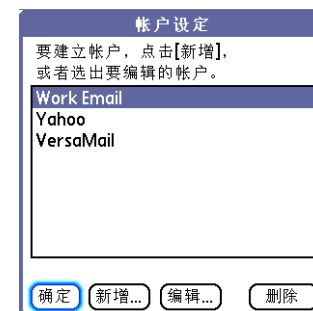 帐户设定
要建立帐户，点击[新增]，
或者选出要编辑的帐户。
Work Email
Yahoo
VersaMail
确定 新增... 编辑... 删除